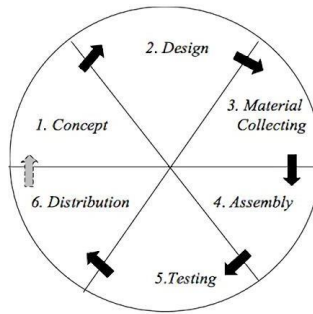 2. Design
1. Concept
3. Material
Collecting
6. Distribution
4. Assembly
5.Testing